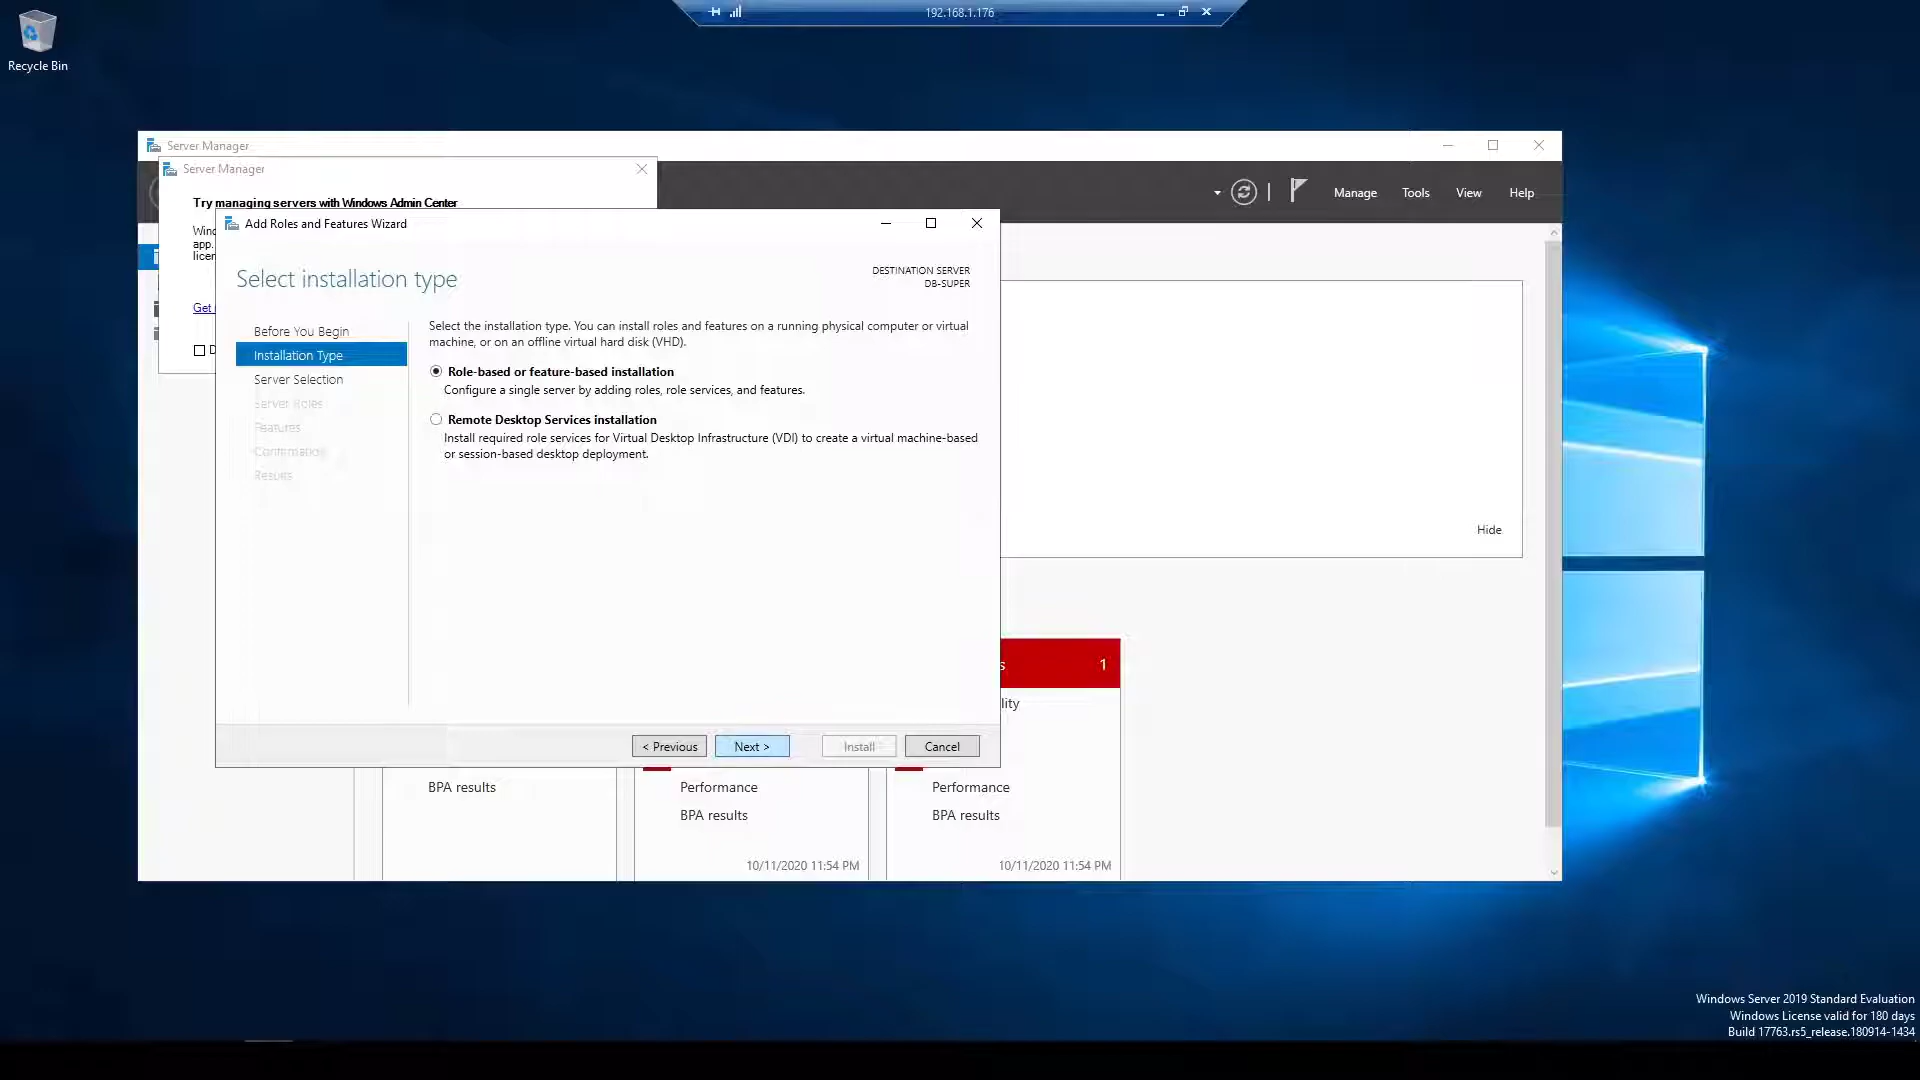 192.168.1.176
Recycle Bin
Server Manager
Server Manager
Manage
Tools
View
Help
Try managing servers with Windows Admin Center
app.
Get
Add Roles and Features Wizard
Select installation type
DESTINATION SERVER
DB-SUPER
Before You Begin
Installation Type
Server Selection
Server Roles
Features
Confirmation
Results
Select the installation type. You can install roles and features on a running physical computer or virtual
machine, or on an offline virtual hard disk (VHD).
Role-based or feature-based installation
Configure a single server by adding roles, role services, and features.
Remote Desktop Services installation
Install required role services for Virtual Desktop Infrastructure (VDI) to create a virtual machine-based
or session-based desktop deployment.
< Previous
Next >
Install
Cancel
Hide
1
BPA results
Performance
BPA results
10/11/2020 11:54 PM
Performance
BPA results
10/11/2020 11:54 PM
Windows Server 2019 Standard Evaluation
Windows License valid for 180 days
Build 17763.rs5_release.180914-1434